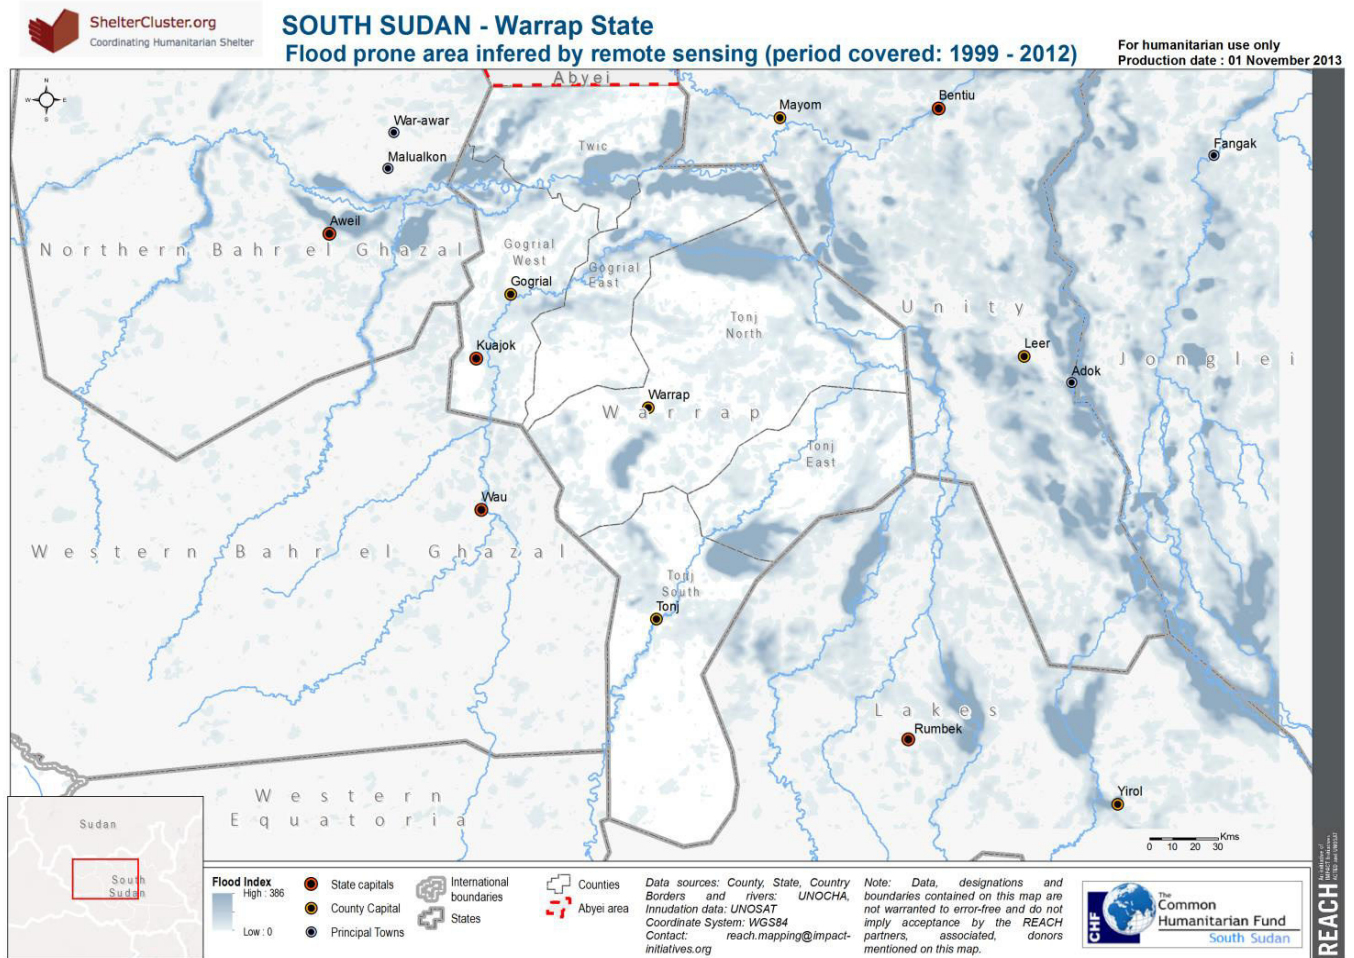 ShelterCluster.org
Coordinating Humanitarian Shelter
SOUTH SUDAN - Warrap State
Flood prone area infered by remote sensing (period covered: 1999 - 2012)
For humanitarian use only
Production date : 01 November 2013
N
W
E
S
Abyei
Mayom
Bentiu
War-awar
Malualkon
Twic
Fangak
Aweil
Northern Bahr el Ghazal
Gogrial
West
Gogrial
East
Gogrial
Unity
Tonj
North
Kuajok
Leer
Adok
Jonglei
Warrap
Warrap
Tonj
East
Wau
Western Bahr el Ghazal
Tonj
South
Tonj
Lakes
Rumbek
Western
Equatoria
Yirol
Kms
0 10 20 30
Sudan
South
Sudan
Flood Index
High : 386
Low : 0
State capitals
County Capital
Principal Towns
International
boundaries
States
Counties
Abyei area
Data sources: County, State, Country
Borders and rivers: UNOCHA,
Innudation data: UNOSAT
Coordinate System: WGS84
Contact: reach.mapping@impact-
initiatives.org
Note: Data, designations and
boundaries contained on this map are
not warranted to error-free and do not
imply acceptance by the REACH
partners, associated, donors
mentioned on this map.
CHF
The
Common
Humanitarian Fund
South Sudan
REACH
An initiative of
IMPACT Initiatives
ACTED and UNOSAT